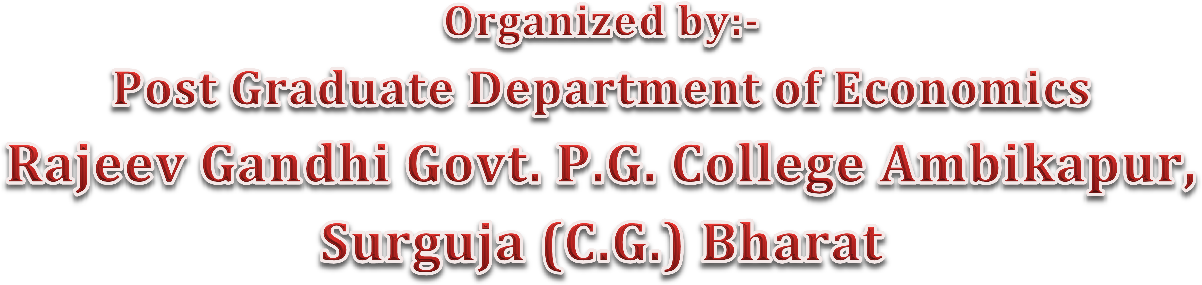 Organized by:-
Post Graduate Department of Economics
Rajeev Gandhi Govt. P.G. College Ambikapur,
Surguja (C.G.) Bharat